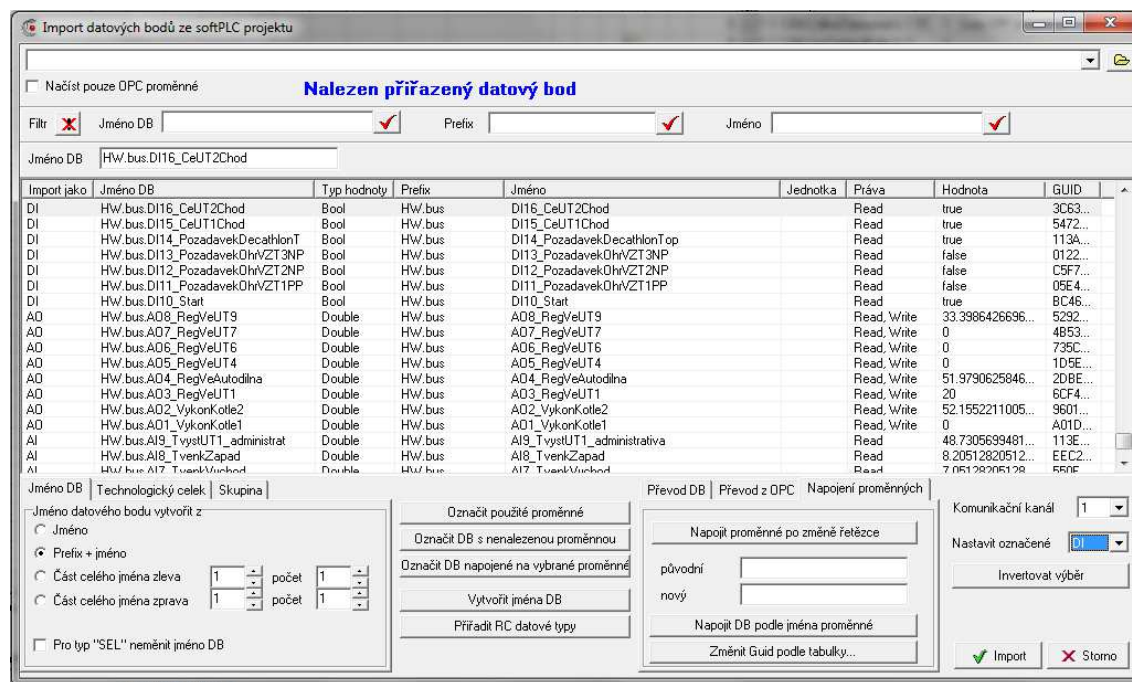 Import datových bodů ze softPLC projektu
Načíst pouze OPC proměnné
Nalezen přiřazený datový bod
Filtr Jméno DB Prefix Jméno
Jméno DB HW.bus.DI16_CeUT2Chod
Import jako Jméno DB Typ hodnoty Prefix Jméno Jednotka Práva Hodnota GUID
DI HW.bus.DI16_CeUT2Chod Bool HW.bus DI16_CeUT2Chod Read true 3C63...
DI HW.bus.DI15_CeUT1Chod Bool HW.bus DI15_CeUT1Chod Read true 5472...
DI HW.bus.DI14_PozadavekDecathlonT Bool HW.bus DI14_PozadavekDecathlonTop Read true 113A...
DI HW.bus.DI13_PozadavekOhrVZT3NP Bool HW.bus DI13_PozadavekOhrVZT3NP Read false 0122...
DI HW.bus.DI12_PozadavekOhrVZT2NP Bool HW.bus DI12_PozadavekOhrVZT2NP Read false C5F7...
DI HW.bus.DI11_PozadavekOhrVZT1PP Bool HW.bus DI11_PozadavekOhrVZT1PP Read false 05E4...
DI HW.bus.DI10_Start Bool HW.bus DI10_Start Read true BC46...
AO HW.bus.AO8_RegVeUT9 Double HW.bus AO8_RegVeUT9 Read, Write 33.3986426696... 5292...
AO HW.bus.AO7_RegVeUT7 Double HW.bus AO7_RegVeUT7 Read, Write 0 4B53...
AO HW.bus.AO6_RegVeUT6 Double HW.bus AO6_RegVeUT6 Read, Write 0 735C...
AO HW.bus.AO5_RegVeUT4 Double HW.bus AO5_RegVeUT4 Read, Write 0 1D5E...
AO HW.bus.AO4_RegVeAutodilna Double HW.bus AO4_RegVeAutodilna Read, Write 51.9790625846... 2DBE...
AO HW.bus.AO3_RegVeUT1 Double HW.bus AO3_RegVeUT1 Read, Write 20 6CF4...
AO HW.bus.AO2_VykonKotle2 Double HW.bus AO2_VykonKotle2 Read, Write 52.1552211005... 9601...
AO HW.bus.AO1_VykonKotle1 Double HW.bus AO1_VykonKotle1 Read, Write 0 A01D...
AI HW.bus.AI9_TvystUT1_administrat Double HW.bus AI9_TvystUT1_administrativa Read 48.7305699481... 113E...
AI HW.bus.AI8_TvenkZapad Double HW.bus AI8_TvenkZapad Read 8.20512820512... EEC2...
AI HW.bus.AI7_TvenkVychod Double HW.bus AI7_TvenkVychod Read 7.05128205128... 550F...
Jméno DB Technologický celek Skupina
Jméno datového bodu vytvořit z
Jméno
Prefix + jméno
Část celého jména zleva 1 počet 1
Část celého jména zprava 1 počet 1
Pro typ "SEL" neměnit jméno DB
Označit použité proměnné
Označit DB s nenalezenou proměnnou
Označit DB napojené na vybrané proměnné
Vytvořit jména DB
Přiřadit RC datové typy
Převod DB Převod z OPC Napojení proměnných
Napojit proměnné po změně řetězce
původní
nový
Napojit DB podle jména proměnné
Změnit Guid podle tabulky...
Komunikační kanál 1
Nastavit označené DI
Invertovat výběr
Import Storno